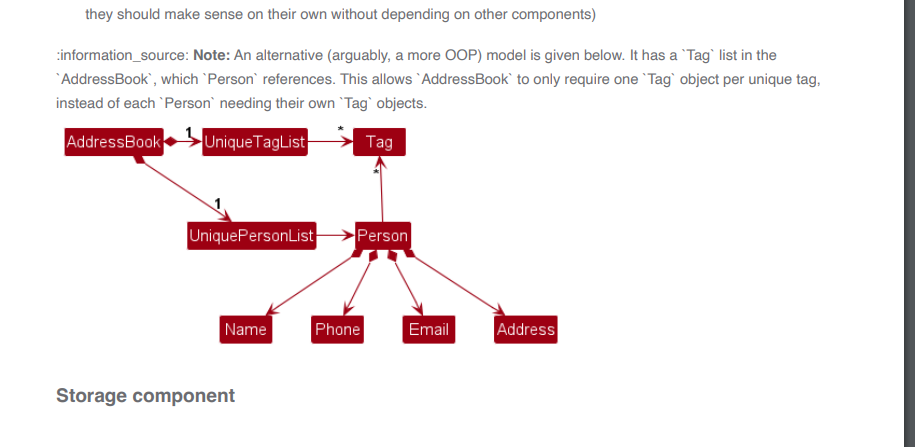 they should make sense on their own without depending on other components)
:information_source: Note: An alternative (arguably, a more OOP) model is given below. It has a `Tag` list in the
`AddressBook`, which `Person` references. This allows `AddressBook` to only require one `Tag` object per unique tag,
instead of each `Person` needing their own `Tag` objects.
AddressBook 1 UniqueTagList * Tag
*
1
UniquePersonList Person
Name Phone Email Address
Storage component